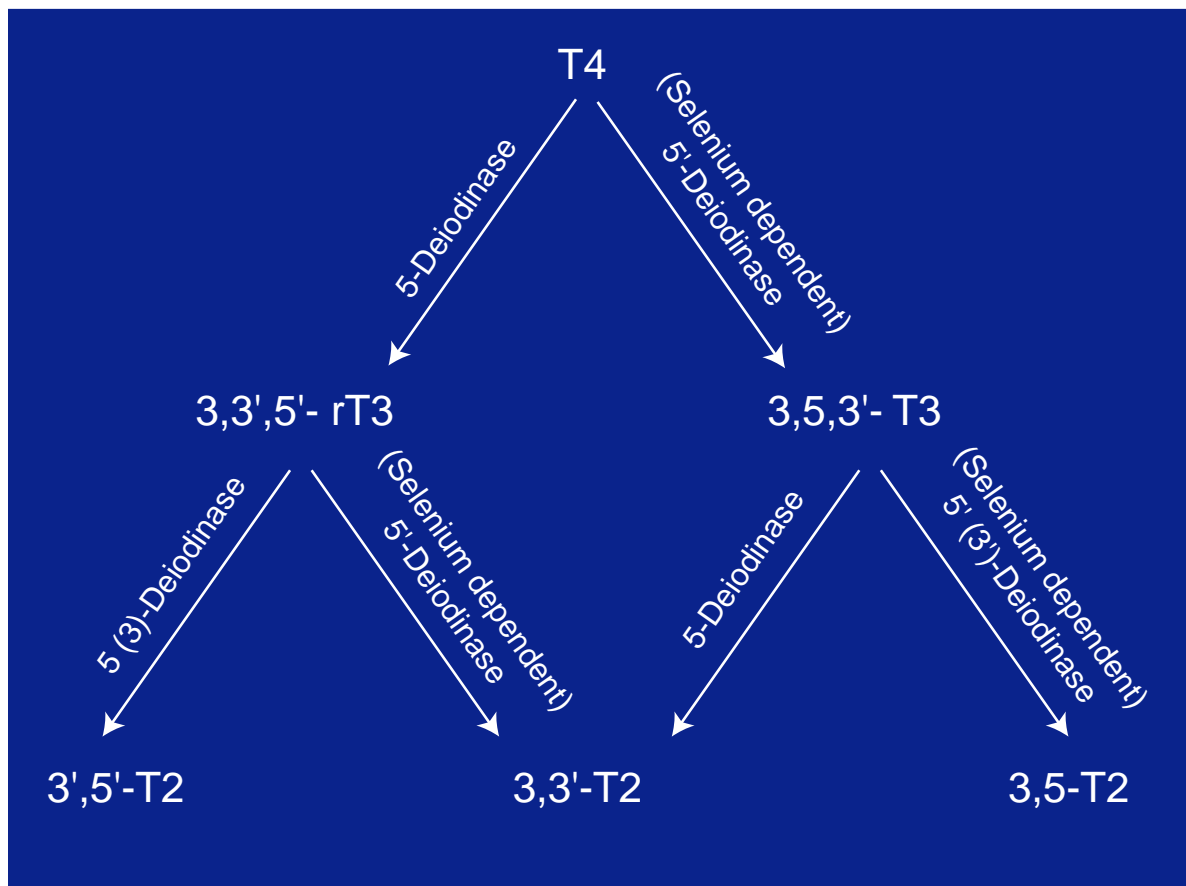 T4
5-Deiodinase
(Selenium dependent)
5'-Deiodinase
3,3',5'- rT3
3,5,3'- T3
5 (3)-Deiodinase
(Selenium dependent)
5'-Deiodinase
5-Deiodinase
(Selenium dependent)
5' (3')-Deiodinase
3',5'-T2
3,3'-T2
3,5-T2